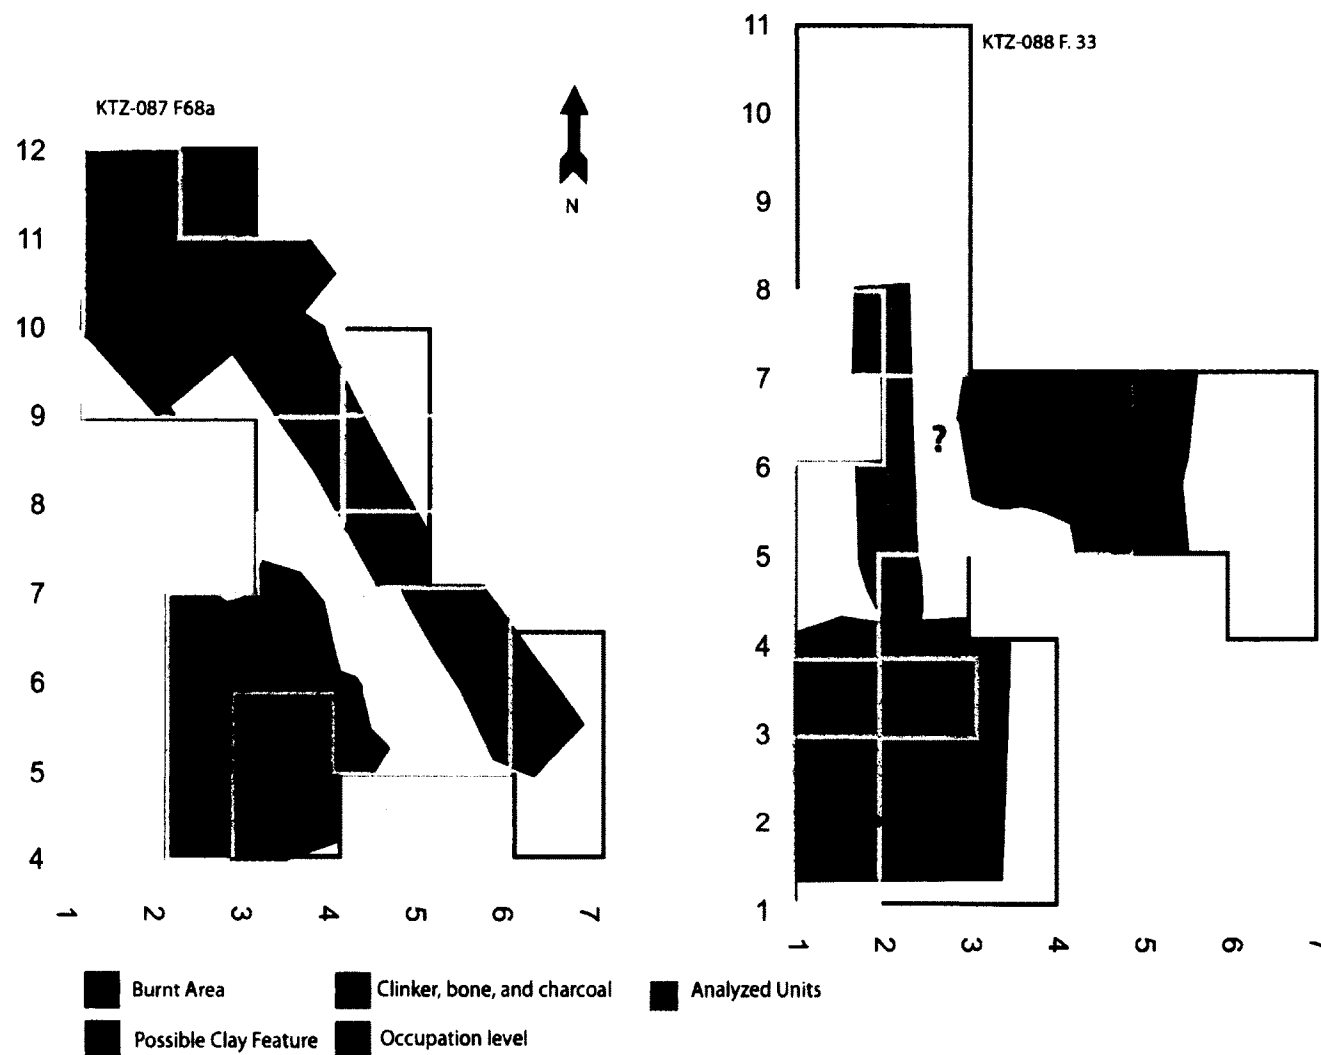 KTZ-087 F68a
12
11
10
9
8
7
6
5
4
1 2 3 4 5 6 7
N
KTZ-088 F. 33
11
10
9
8
7
6
5
4
3
2
1
?
1 2 3 5 6
Burnt Area
Clinker, bone, and charcoal
Analyzed Units
Possible Clay Feature
Occupation level